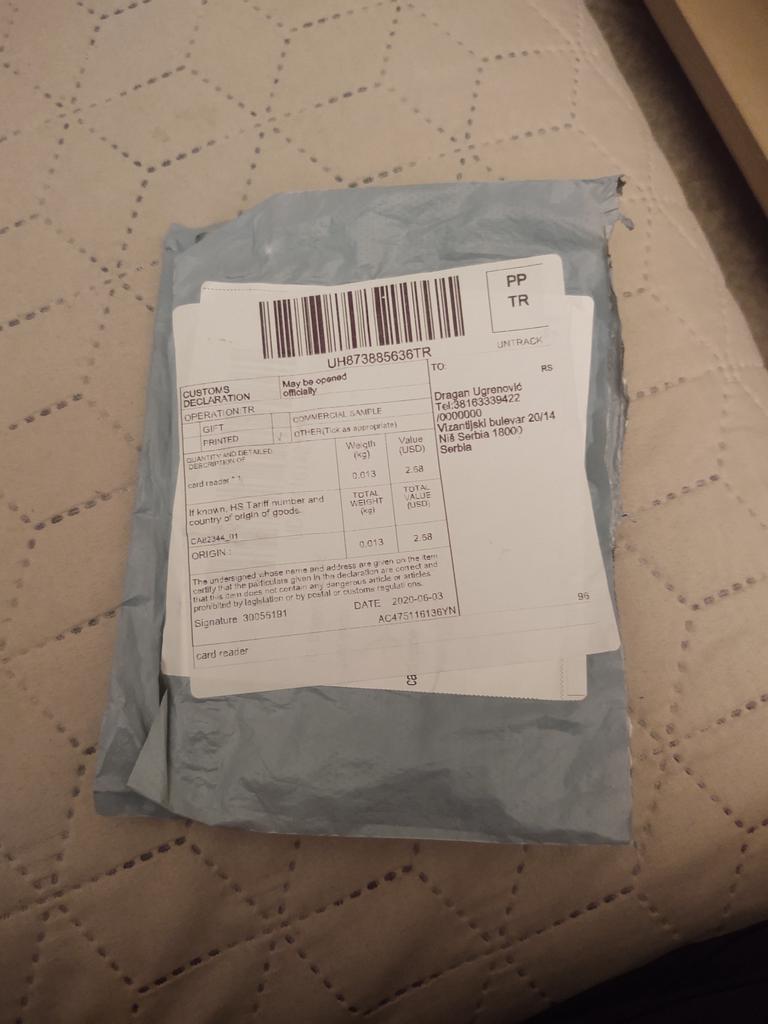 PP
TR
UH873885636TR
UNTRACK
CUSTOMS
DECLARATION
May be opened
officially
OPERATION:TR
GIFT
COMMERCIAL SAMPLE
PRINTED
OTHER(Tick as appropriate)
QUANTITY AND DETAILED
DESCRIPTION OF
Weigth
(kg)
Value
(USD)
card reader * 1
0.013
2.68
If known, HS Tariff number and
country of origin of goods.
TOTAL
WEIGHT
(kg)
TOTAL
VALUE
(USD)
CA82344_01
ORIGIN :
0.013
2.68
The undersigned whose name and address are given on the item
certify that the particulars given in the declaration are correct and
that this item does not contain any dangerous article or articles
prohibited by legislation or by postal or customs regulations.
Signature 30056191
DATE 2020-06-03
AC475116136YN
card reader
TO:
RS
Dragan Ugrenović
Tel:38163339422
/0000000
Vizantijski bulevar 20/14
Niš Serbia 18000
Serbia
96